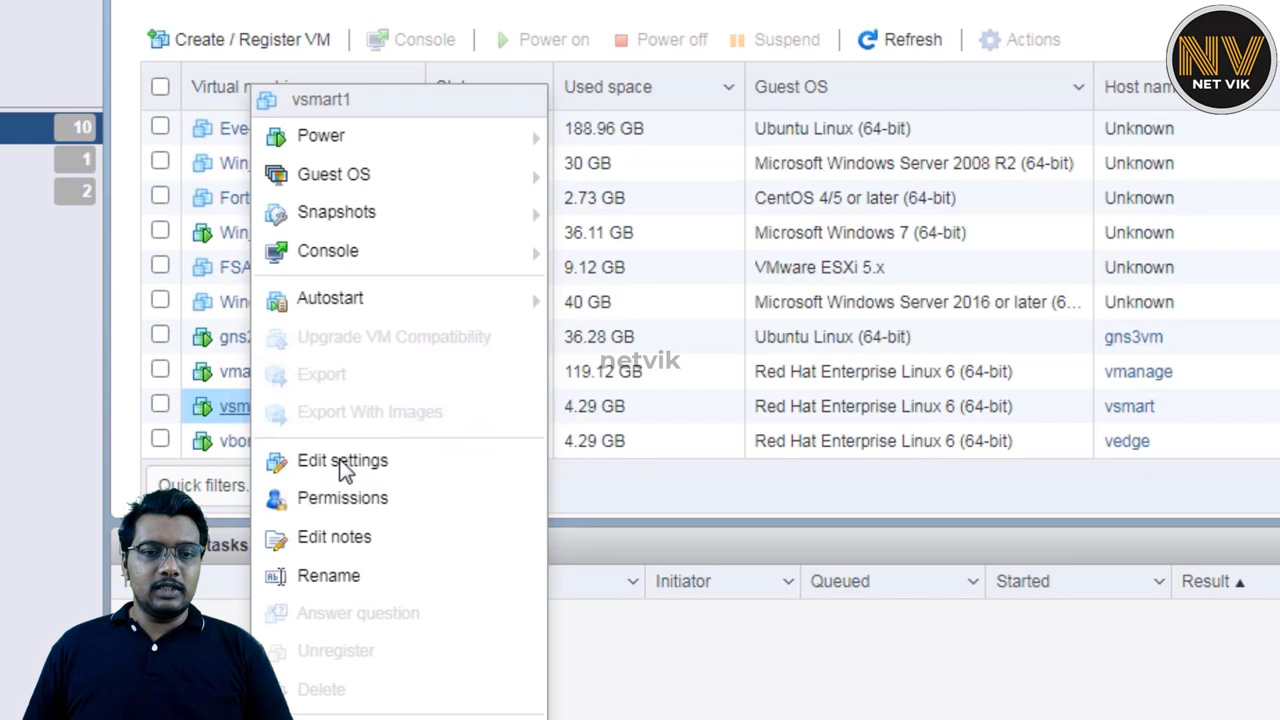 Create / Register VM Console Power on Power off Suspend Refresh Actions
NV
NET VIK
Used space Guest OS
vsmart1
10
1
2
188.96 GB Ubuntu Linux (64-bit) Unknown
30 GB Microsoft Windows Server 2008 R2 (64-bit) Unknown
2.73 GB CentOS 4/5 or later (64-bit) Unknown
36.11 GB Microsoft Windows 7 (64-bit) Unknown
9.12 GB VMware ESXi 5.x Unknown
40 GB Microsoft Windows Server 2016 or later (6... Unknown
36.28 GB Ubuntu Linux (64-bit) gns3vm
119.12 GB Red Hat Enterprise Linux 6 (64-bit) vmanage
4.29 GB Red Hat Enterprise Linux 6 (64-bit) vsmart
4.29 GB Red Hat Enterprise Linux 6 (64-bit) vedge
netvik
Power
Guest OS
Snapshots
Console
Autostart
Upgrade VM Compatibility
Export
Export With Images
Edit settings
Permissions
Edit notes
Rename
Answer question
Unregister
Delete
Quick filters.
tasks
Initiator Queued Started Result